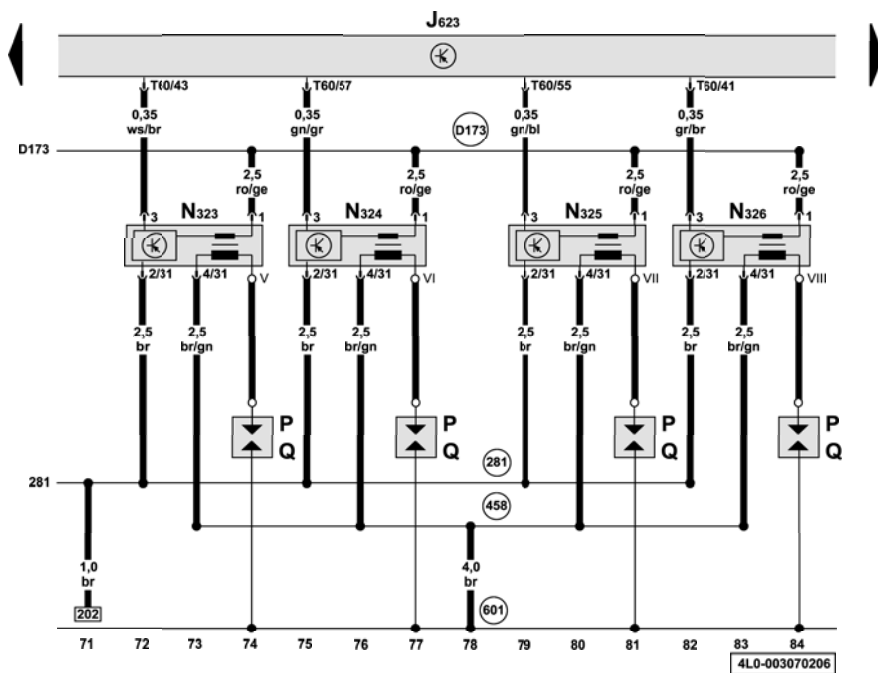 J623
T60/43 T60/57 T60/55 T60/41
0,35 0,35 0,35 0,35
ws/br gn/gr D173 gn/bl gr/br
D173
2,5 2,5 2,5 2,5
ro/ge ro/ge ro/ge ro/ge
3 N323 1 3 N324 1 3 N325 1 3 N326 1
2/31 4/31 V 2/31 4/31 VI 2/31 4/31 VII 2/31 4/31 VIII
2,5 2,5 2,5 2,5 2,5 2,5 2,5 2,5
br br/gn br br/gn br br/gn br br/gn
P P P P
Q Q Q Q
281
281
458
1,0 4,0
br br
202 601
71 72 73 74 75 76 77 78 79 80 81 82 83 84
4L0-003070206